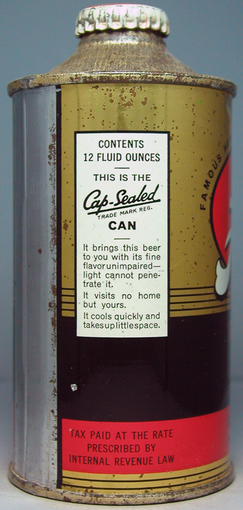 CONTENTS
12 FLUID OUNCES
THIS IS THE
Cap-Sealed
TRADE MARK REG.
CAN
It brings this beer
to you with its fine
flavor unimpaired—
light cannot pene-
trate it.
It visits no home
but yours.
It cools quickly and
takes up little space.
FAMOUS
TAX PAID AT THE RATE
PRESCRIBED BY
INTERNAL REVENUE LAW